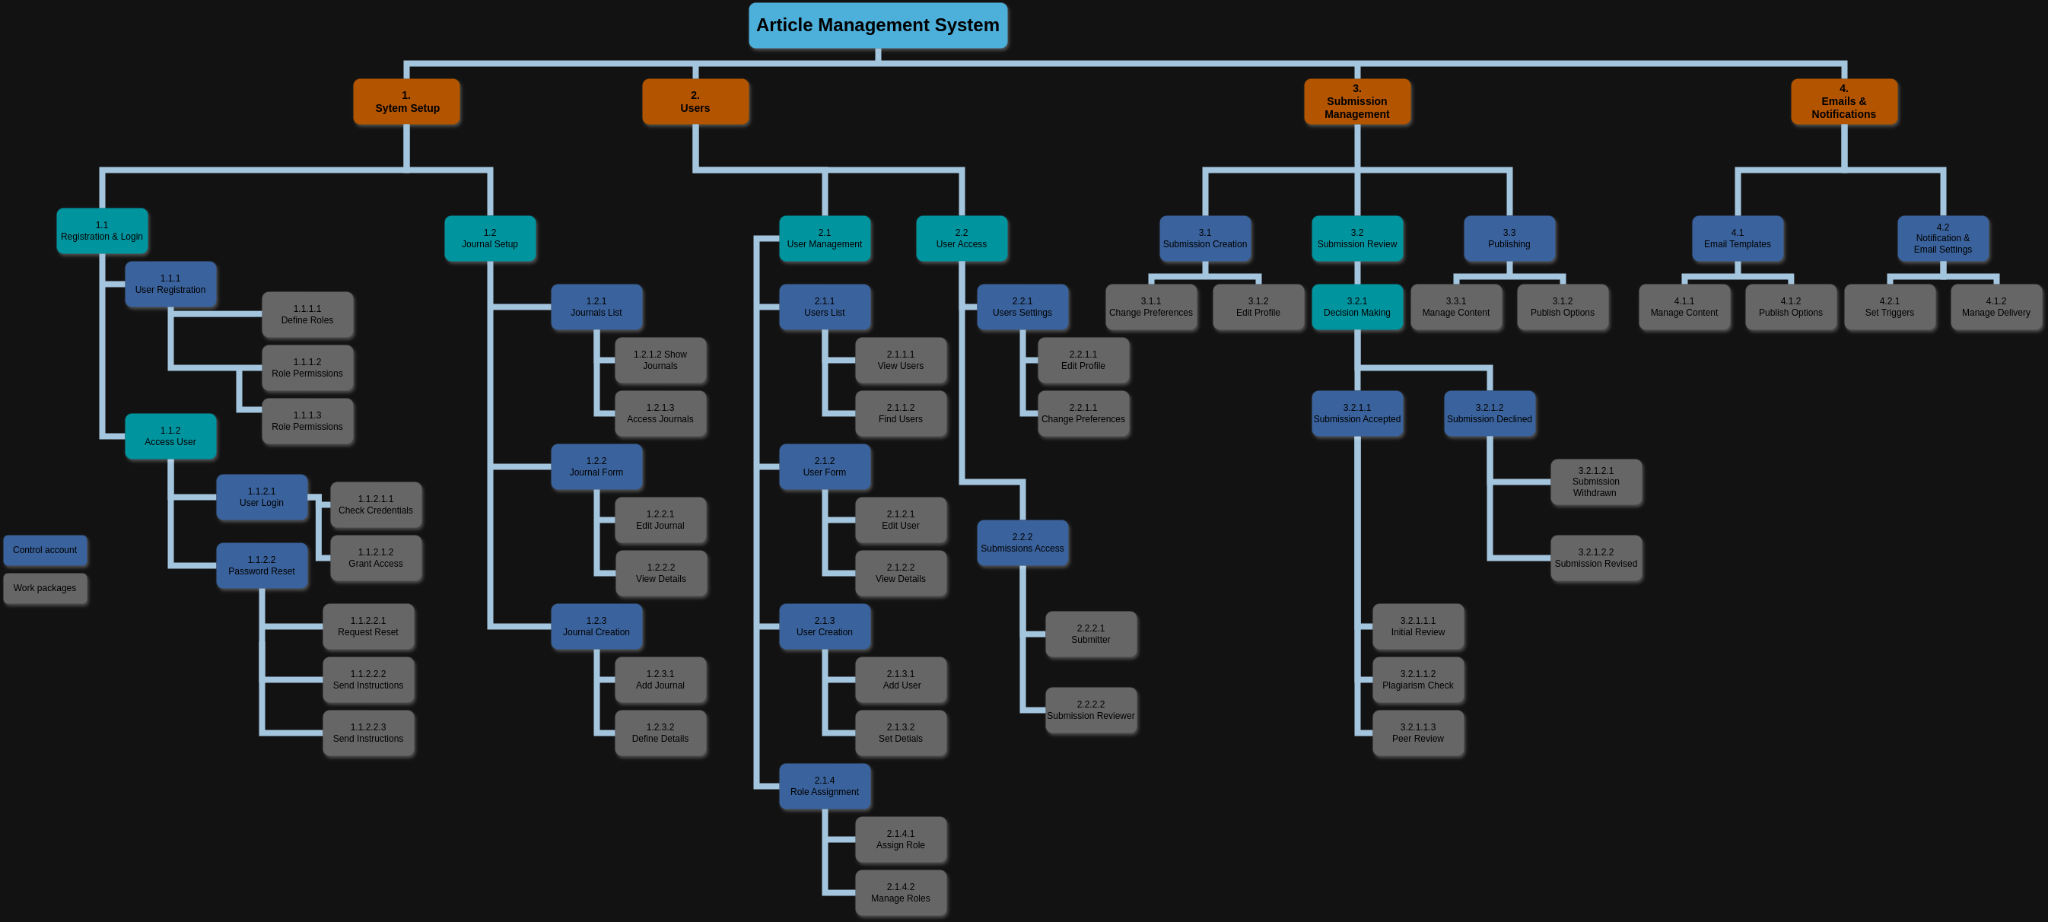 Article Management System
1.
Sytem Setup
2.
Users
3.
Submission
Management
4.
Emails &
Notifications
1.1
Registration & Login
1.1.1
User Registration
1.1.1.1
Define Roles
1.1.1.2
Role Permissions
1.1.1.3
Role Permissions
1.1.2
Access User
1.1.2.1
User Login
1.1.2.1.1
Check Credentials
1.1.2.1.2
Grant Access
1.1.2.2
Password Reset
1.1.2.2.1
Request Reset
1.1.2.2.2
Send Instructions
1.1.2.2.3
Send Instructions
Control account
Work packages
1.2
Journal Setup
1.2.1
Journals List
1.2.1.2 Show
Journals
1.2.1.3
Access Journals
1.2.2
Journal Form
1.2.2.1
Edit Journal
1.2.2.2
View Details
1.2.3
Journal Creation
1.2.3.1
Add Journal
1.2.3.2
Define Details
2.1
User Management
2.1.1
Users List
2.1.1.1
View Users
2.1.1.2
Find Users
2.1.2
User Form
2.1.2.1
Edit User
2.1.2.2
View Details
2.1.3
User Creation
2.1.3.1
Add User
2.1.3.2
Set Detials
2.1.4
Role Assignment
2.1.4.1
Assign Role
2.1.4.2
Manage Roles
2.2
User Access
2.2.1
Users Settings
2.2.1.1
Edit Profile
2.2.1.1
Change Preferences
2.2.2
Submissions Access
2.2.2.1
Submitter
2.2.2.2
Submission Reviewer
3.1
Submission Creation
3.1.1
Change Preferences
3.1.2
Edit Profile
3.2
Submission Review
3.2.1
Decision Making
3.2.1.1
Submission Accepted
3.2.1.1.1
Initial Review
3.2.1.1.2
Plagiarism Check
3.2.1.1.3
Peer Review
3.2.1.2
Submission Declined
3.2.1.2.1
Submission
Withdrawn
3.2.1.2.2
Submission Revised
3.3
Publishing
3.3.1
Manage Content
3.1.2
Publish Options
4.1
Email Templates
4.1.1
Manage Content
4.1.2
Publish Options
4.2
Notification &
Email Settings
4.2.1
Set Triggers
4.1.2
Manage Delivery